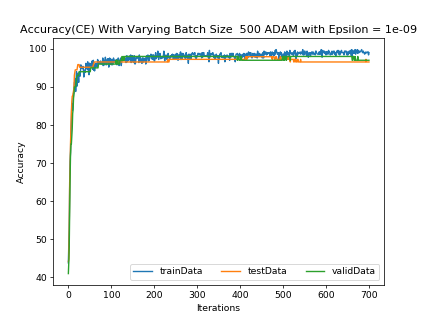 Accuracy(CE) With Varying Batch Size  500 ADAM with Epsilon = 1e-09
100
90
80
70
60
50
40
Accuracy
0 100 200 300 400 500 600 700
Iterations
trainData testData validData